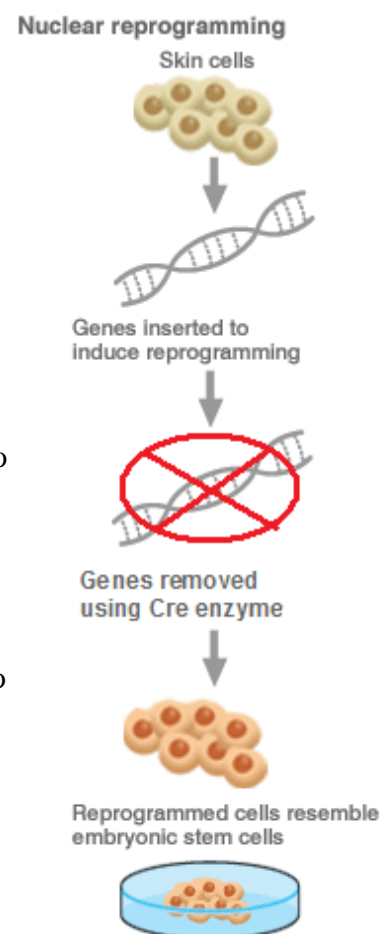 Nuclear reprogramming
Skin cells
Genes inserted to
induce reprogramming
o
Genes removed
using Cre enzyme
o
Reprogrammed cells resemble
embryonic stem cells